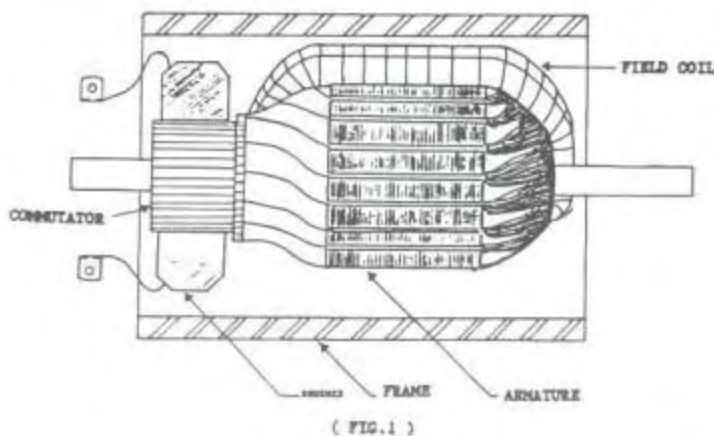 FIELD COIL
COMMUTATOR
FRAME
ARMATURE
( FIG.1 )